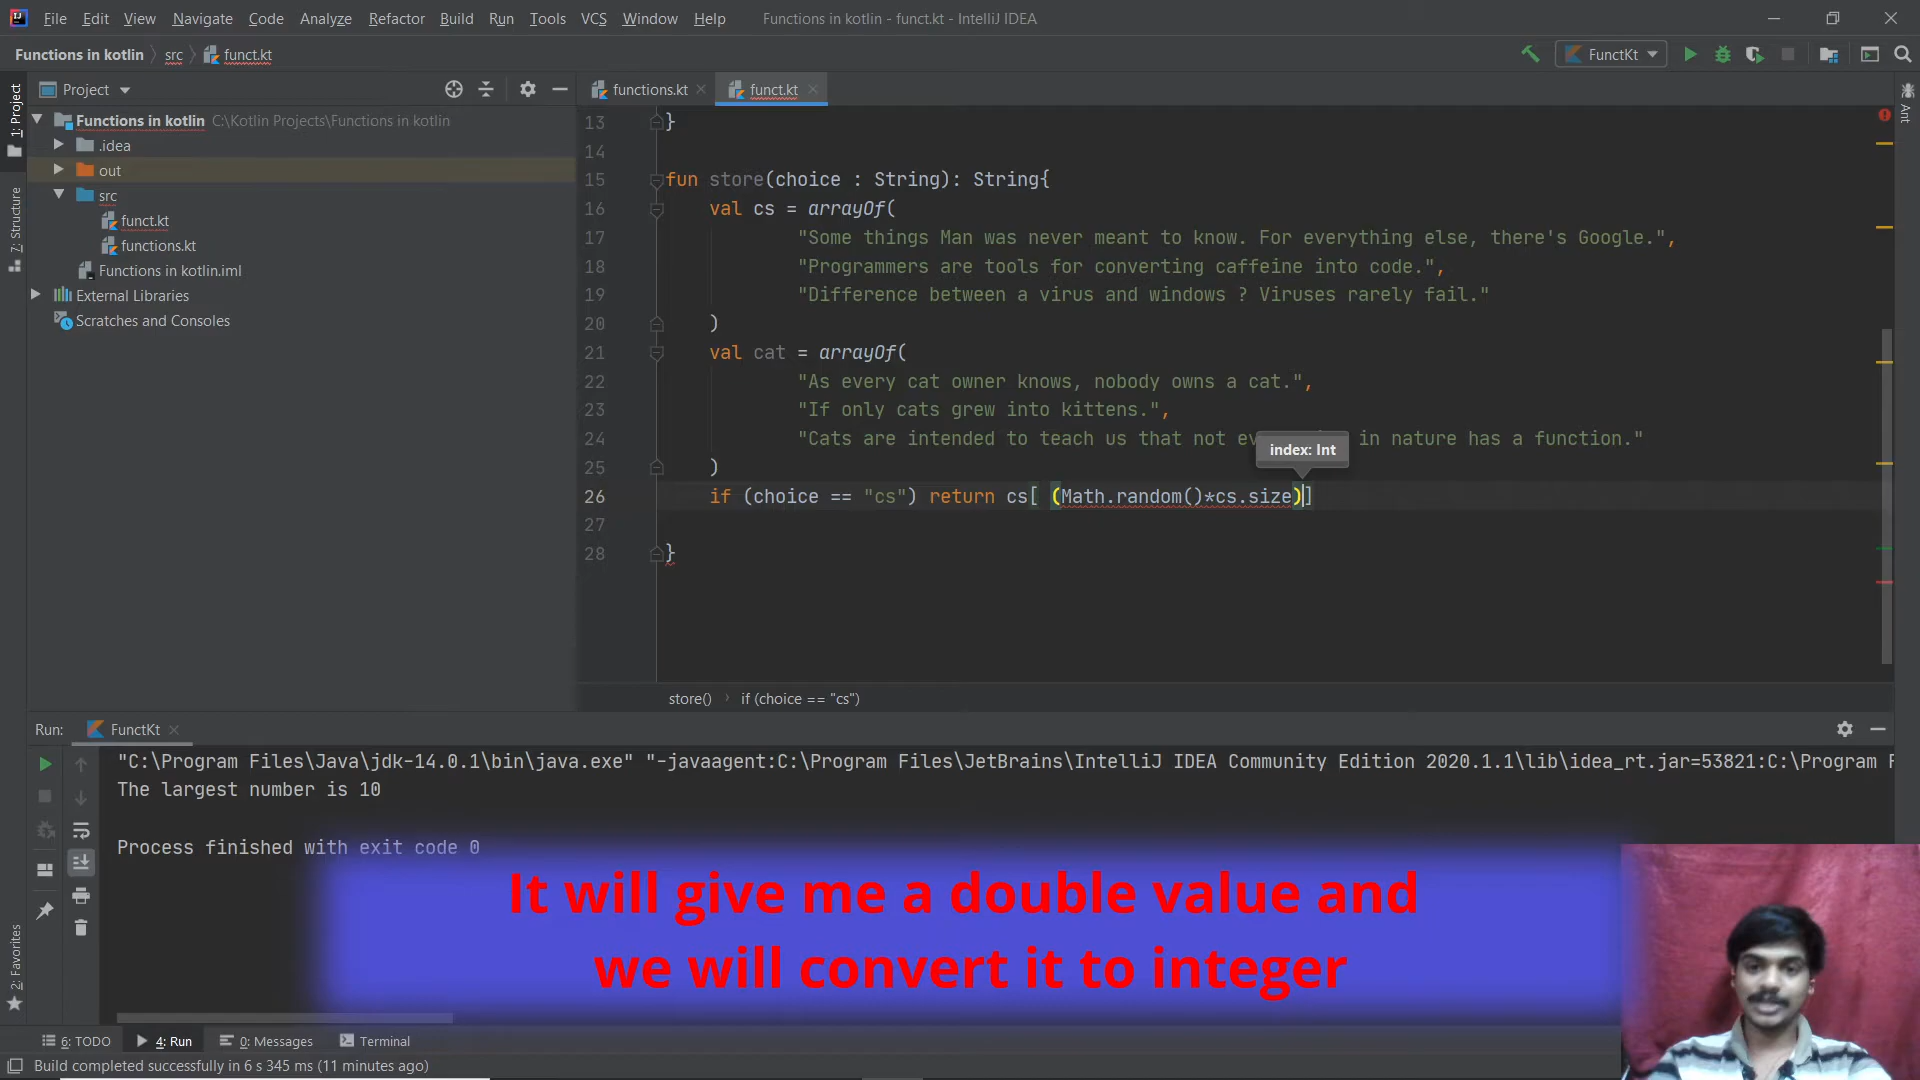 File Edit View Navigate Code Analyze Refactor Build Run Tools VCS Window Help Functions in kotlin - funct.kt - IntelliJ IDEA
Functions in kotlin src funct.kt FunctKt
1: Project
Project
functions.kt funct.kt
Ant
Functions in kotlin C:\Kotlin Projects\Functions in kotlin
.idea
out
src
funct.kt
functions.kt
Functions in kotlin.iml
External Libraries
Scratches and Consoles
7: Structure
13 }
14
15 fun store(choice : String): String{
16 val cs = arrayOf(
17 "Some things Man was never meant to know. For everything else, there's Google.",
18 "Programmers are tools for converting caffeine into code.",
19 "Difference between a virus and windows ? Viruses rarely fail."
20 )
21 val cat = arrayOf(
22 "As every cat owner knows, nobody owns a cat.",
23 "If only cats grew into kittens.",
24 "Cats are intended to teach us that not ev in nature has a function."
index: Int
25 )
26 if (choice == "cs") return cs[ (Math.random()*cs.size)]
27
28 }
store() if (choice == "cs")
Run: FunctKt
"C:\Program Files\Java\jdk-14.0.1\bin\java.exe" "-javaagent:C:\Program Files\JetBrains\IntelliJ IDEA Community Edition 2020.1.1\lib\idea_rt.jar=53821:C:\Program F
The largest number is 10
Process finished with exit code 0
It will give me a double value and
we will convert it to integer
2: Favorites
6: TODO 4: Run 0: Messages Terminal
Build completed successfully in 6 s 345 ms (11 minutes ago)